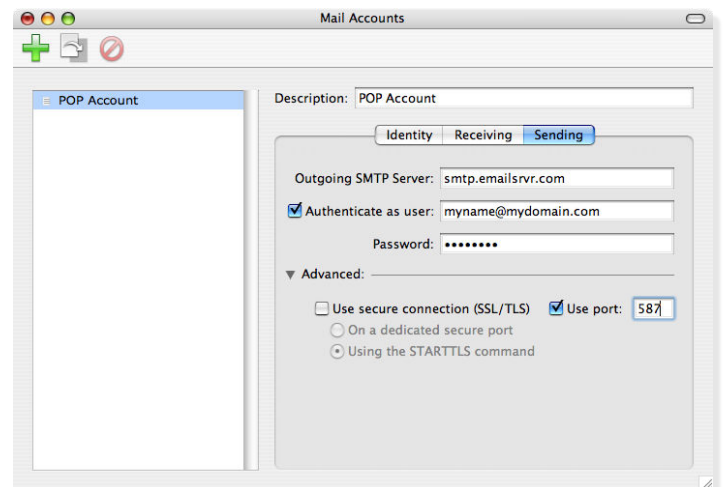 Mail Accounts
POP Account
Description: POP Account
Identity Receiving Sending
Outgoing SMTP Server: smtp.emailsrvr.com
Authenticate as user: myname@mydomain.com
Password: ••••••••
Advanced:
Use secure connection (SSL/TLS) Use port: 587
On a dedicated secure port
Using the STARTTLS command